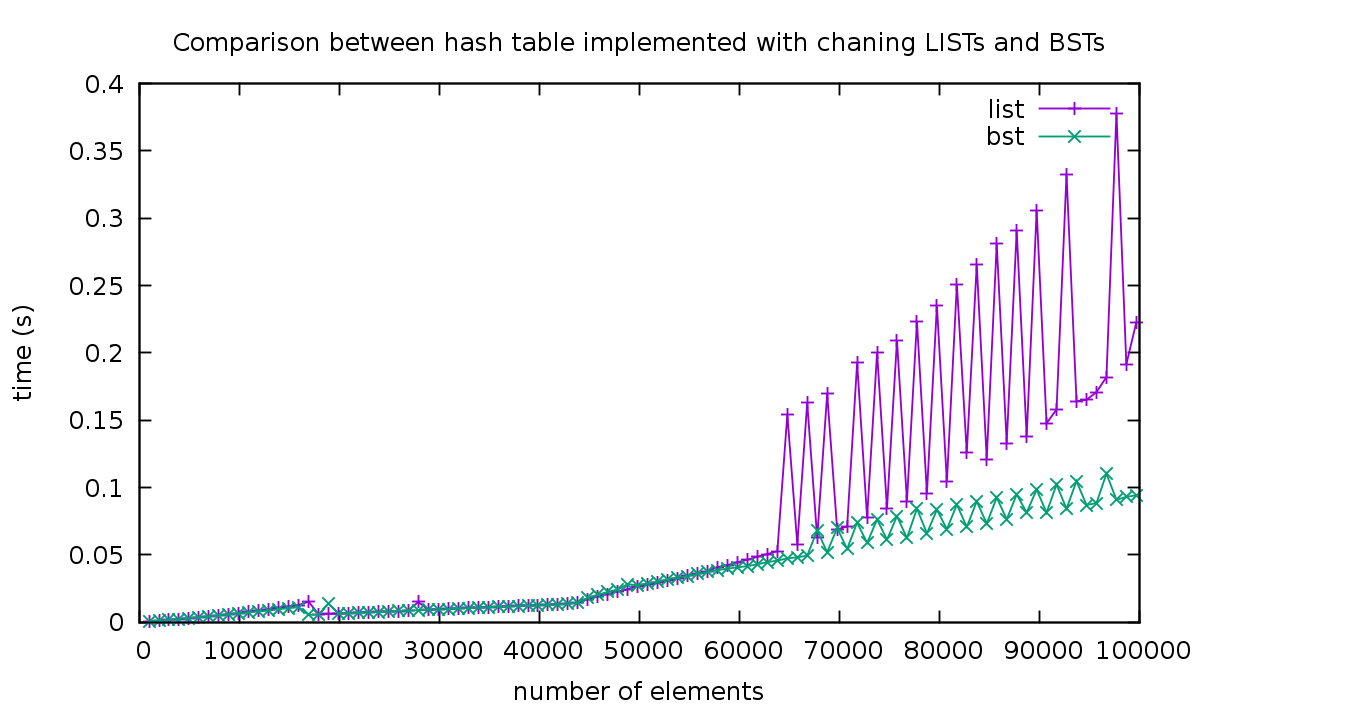 Comparison between hash table implemented with chaning LISTs and BSTs
0.4
0.35
0.3
0.25
0.2
0.15
0.1
0.05
0
time (s)
list
bst
0 10000 20000 30000 40000 50000 60000 70000 80000 90000 100000
number of elements